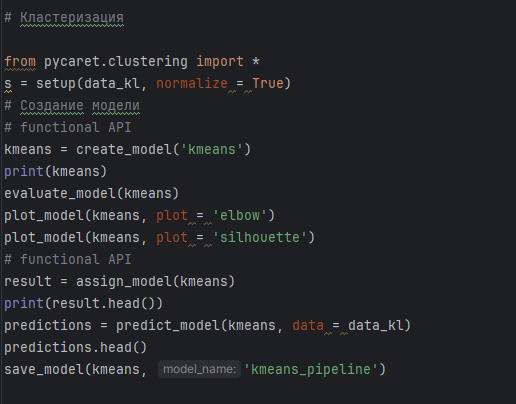 # Кластеризация
from pycaret.clustering import *
s = setup(data_kl, normalize = True)
# Создание модели
# functional API
kmeans = create_model('kmeans')
print(kmeans)
evaluate_model(kmeans)
plot_model(kmeans, plot = 'elbow')
plot_model(kmeans, plot = 'silhouette')
# functional API
result = assign_model(kmeans)
print(result.head())
predictions = predict_model(kmeans, data = data_kl)
predictions.head()
save_model(kmeans, model_name: 'kmeans_pipeline')